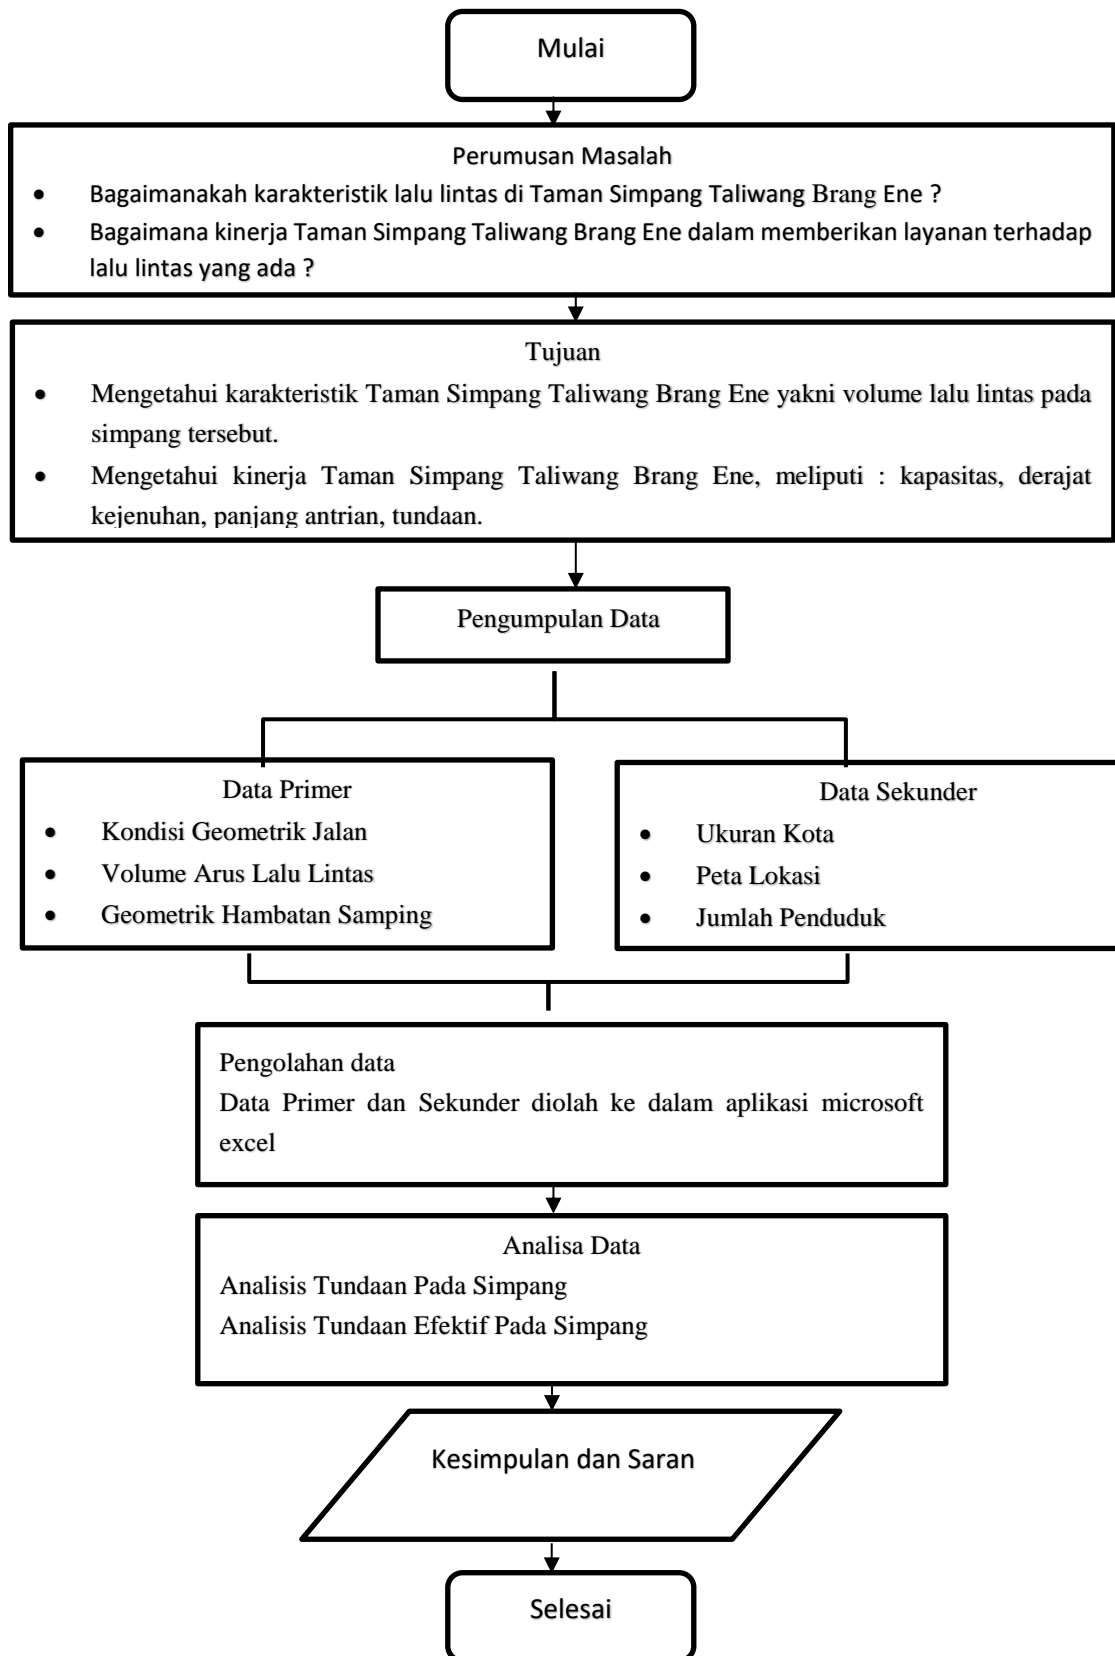 Mulai
Perumusan Masalah
• Bagaimanakah karakteristik lalu lintas di Taman Simpang Taliwang Brang Ene ?
• Bagaimana kinerja Taman Simpang Taliwang Brang Ene dalam memberikan layanan terhadap
lalu lintas yang ada ?
Tujuan
• Mengetahui karakteristik Taman Simpang Taliwang Brang Ene yakni volume lalu lintas pada
simpang tersebut.
• Mengetahui kinerja Taman Simpang Taliwang Brang Ene, meliputi : kapasitas, derajat
kejenuhan, panjang antrian, tundaan.
Pengumpulan Data
Data Primer
• Kondisi Geometrik Jalan
• Volume Arus Lalu Lintas
• Geometrik Hambatan Samping
Data Sekunder
• Ukuran Kota
• Peta Lokasi
• Jumlah Penduduk
Pengolahan data
Data Primer dan Sekunder diolah ke dalam aplikasi microsoft
excel
Analisa Data
Analisis Tundaan Pada Simpang
Analisis Tundaan Efektif Pada Simpang
Kesimpulan dan Saran
Selesai